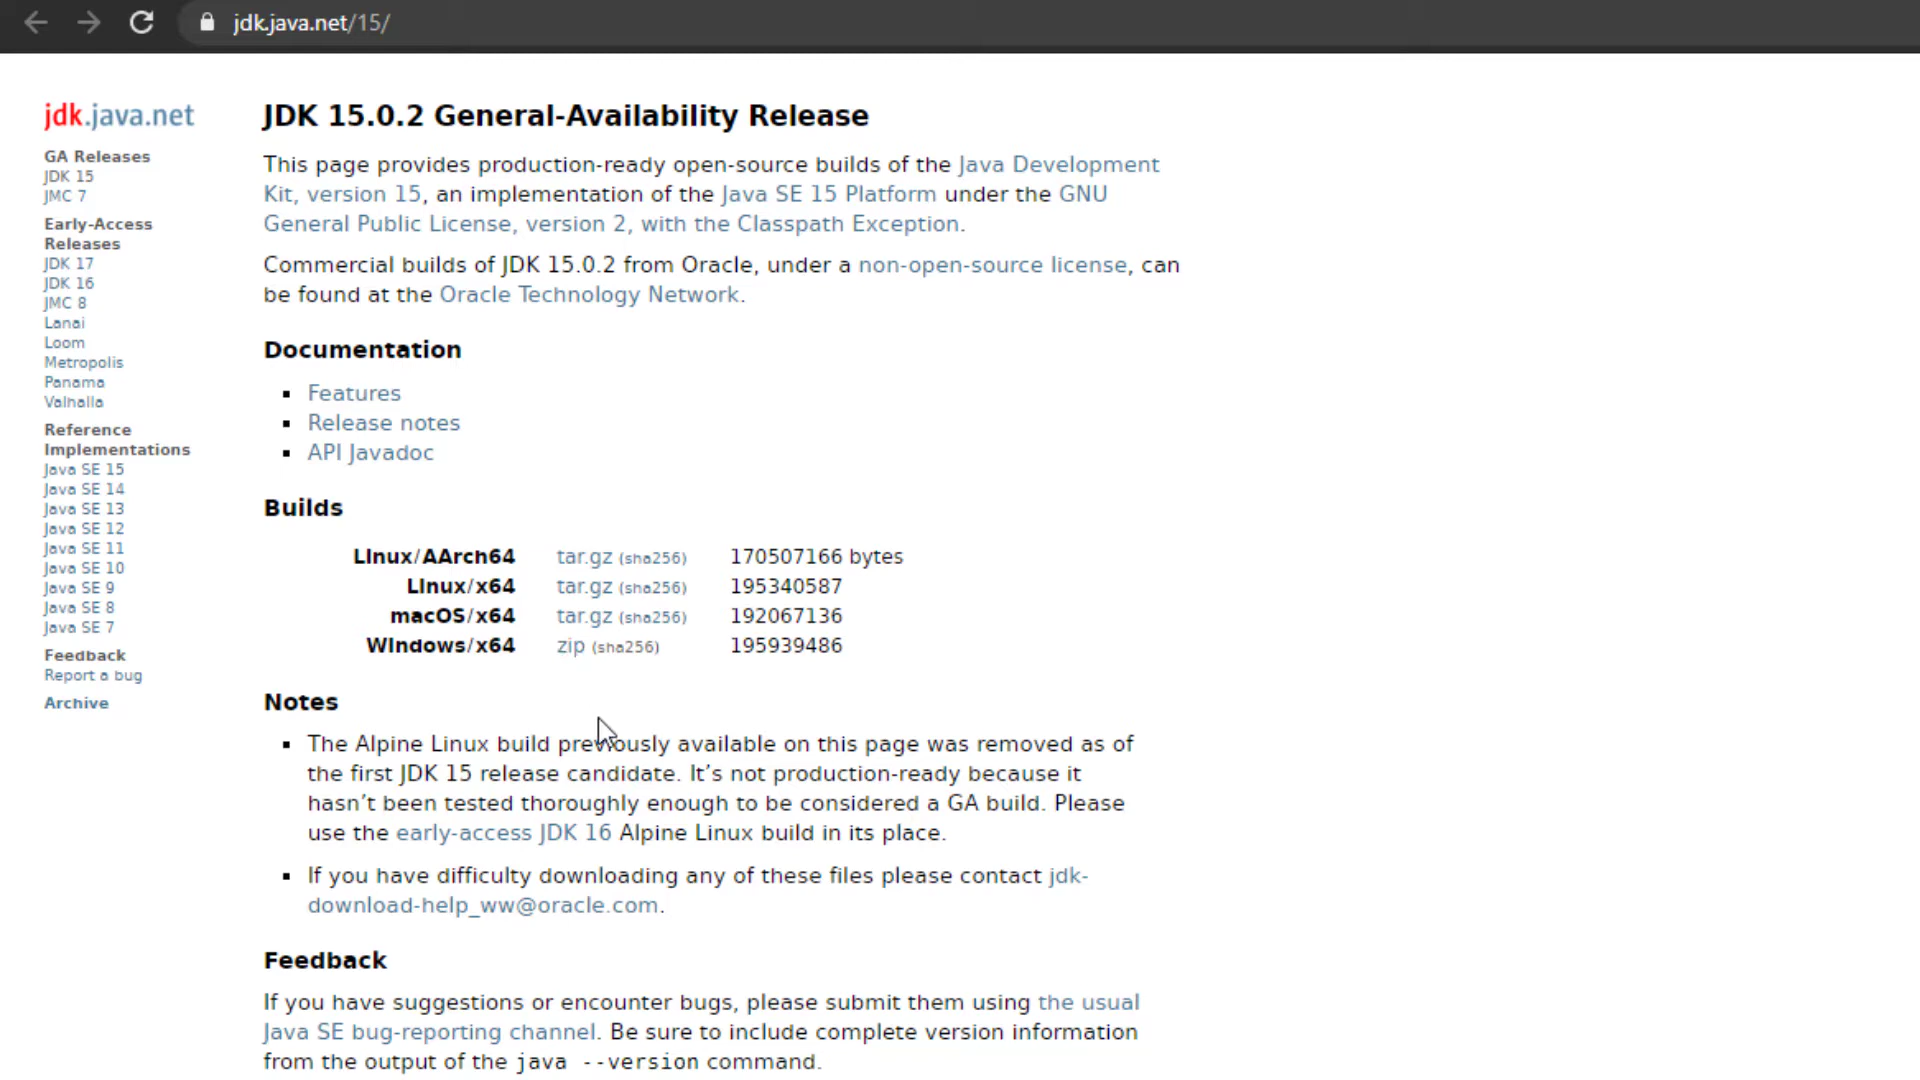 jdk.java.net/15/
jdk.java.net
GA Releases
JDK 15
JMC 7
Early-Access
Releases
JDK 17
JDK 16
JMC 8
Lanai
Loom
Metropolis
Panama
Valhalla
Reference
Implementations
Java SE 15
Java SE 14
Java SE 13
Java SE 12
Java SE 11
Java SE 10
Java SE 9
Java SE 8
Java SE 7
Feedback
Report a bug
Archive
JDK 15.0.2 General-Availability Release
This page provides production-ready open-source builds of the Java Development
Kit, version 15, an implementation of the Java SE 15 Platform under the GNU
General Public License, version 2, with the Classpath Exception.
Commercial builds of JDK 15.0.2 from Oracle, under a non-open-source license, can
be found at the Oracle Technology Network.
Documentation
▪ Features
▪ Release notes
▪ API Javadoc
Builds
Linux/AArch64 tar.gz (sha256) 170507166 bytes
Linux/x64 tar.gz (sha256) 195340587
macOS/x64 tar.gz (sha256) 192067136
Windows/x64 zip (sha256) 195939486
Notes
▪ The Alpine Linux build previously available on this page was removed as of
the first JDK 15 release candidate. It’s not production-ready because it
hasn’t been tested thoroughly enough to be considered a GA build. Please
use the early-access JDK 16 Alpine Linux build in its place.
▪ If you have difficulty downloading any of these files please contact jdk-
download-help_ww@oracle.com.
Feedback
If you have suggestions or encounter bugs, please submit them using the usual
Java SE bug-reporting channel. Be sure to include complete version information
from the output of the java --version command.